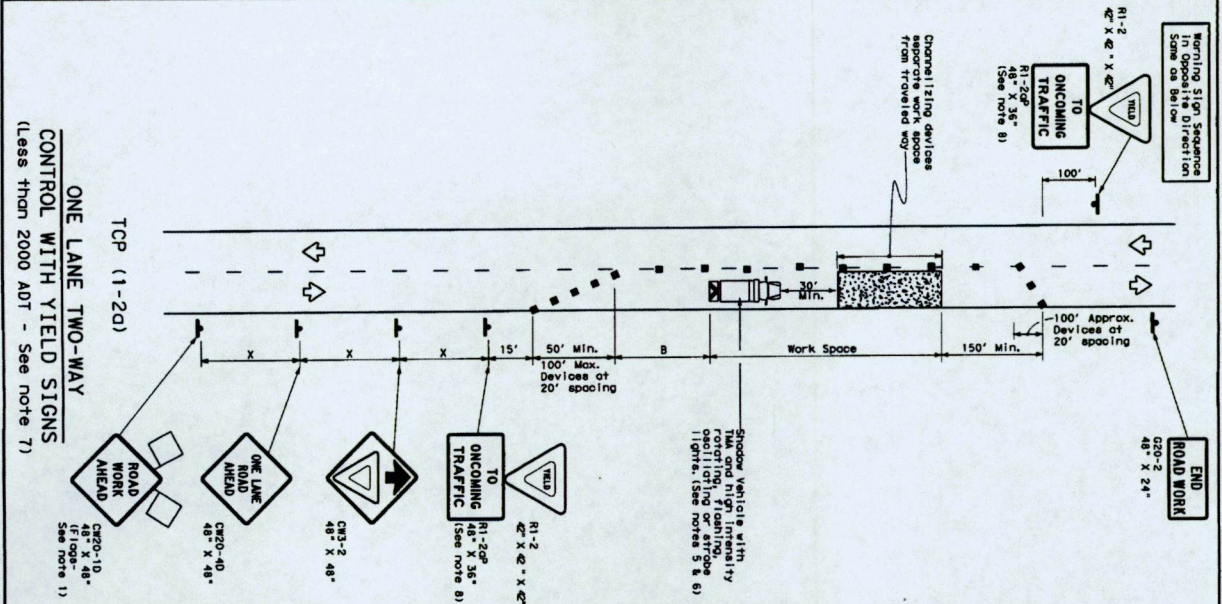 Warning Sign Sequence
in Opposite Direction
Same as Below
R1-2
42" X 42" X 42"
YIELD
TO
ONCOMING
TRAFFIC
R1-2aP
48" X 36"
(See note 8)
100'
Channelizing devices
separate work space
from traveled way
END
ROAD WORK
G20-2
48" X 24"
100' Approx.
Devices at
20' spacing
30'
Min.
150' Min.
Work Space
B
50' Min.
100' Max.
Devices at
20' spacing
15'
X
X
X
Shadow Vehicle with
TMA and high intensity
rotating, flashing,
oscillating or strobe
lights. (See notes 5 & 6)
YIELD
R1-2
42" X 42" X 42"
TO
ONCOMING
TRAFFIC
R1-2aP
48" X 36"
(See note 8)
CW3-2
48" X 48"
ONE LANE
ROAD
AHEAD
CW20-4D
48" X 48"
ROAD
WORK
AHEAD
CW20-1D
48" X 48"
(Flags-
See note 1)
TCP (1-2a)
ONE LANE TWO-WAY
CONTROL WITH YIELD SIGNS
(Less than 2000 ADT - See note 7)